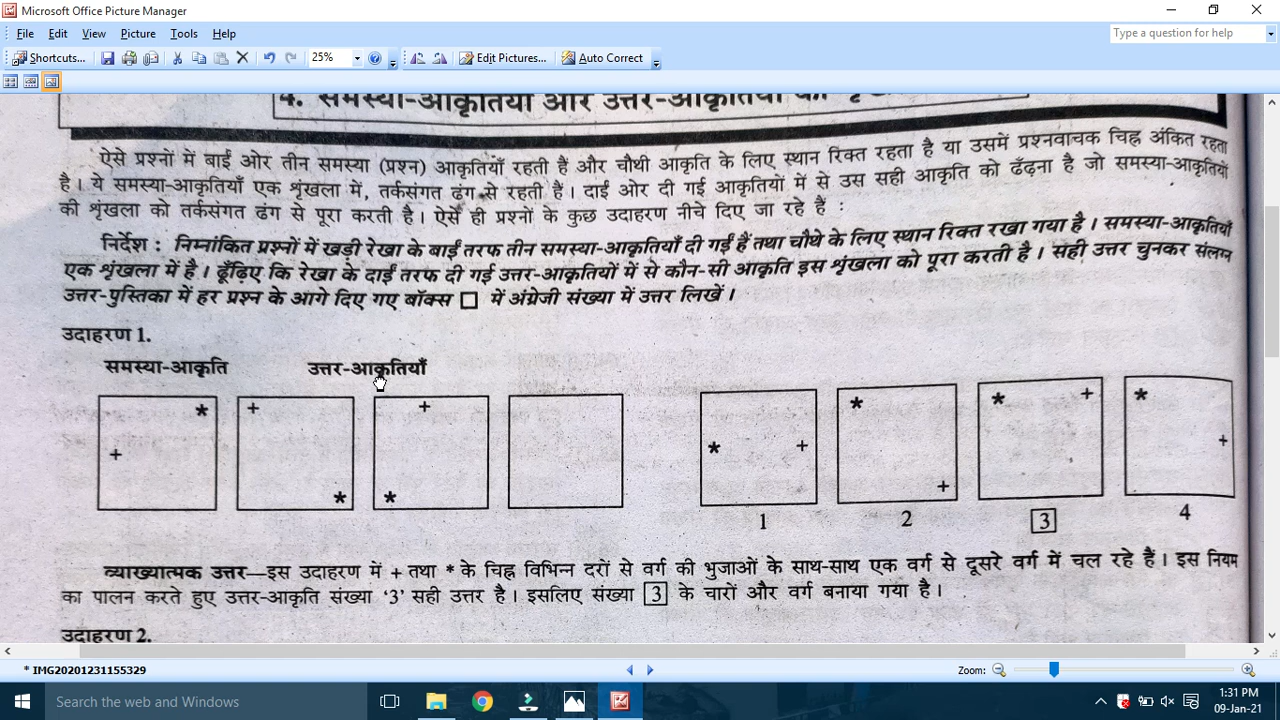 Microsoft Office Picture Manager
File Edit View Picture Tools Help
Type a question for help
Shortcuts... 25% Edit Pictures... Auto Correct
4. समस्या-आकृतियों और उत्तर-आकृतियों की
ऐसे प्रश्नों में बाईं ओर तीन समस्या (प्रश्न) आकृतियाँ रहती हैं और चौथी आकृति के लिए स्थान रिक्त रहता है या उसमें प्रश्नवाचक चिह्न अंकित रहता
है। ये समस्या-आकृतियाँ एक शृंखला में, तर्कसंगत ढंग से रहती हैं। दाईं ओर दी गई आकृतियों में से उस सही आकृति को ढूँढ़ना है जो समस्या-आकृतियों
की शृंखला को तर्कसंगत ढंग से पूरा करती है। ऐसे ही प्रश्नों के कुछ उदाहरण नीचे दिए जा रहे हैं :
निर्देश : निम्नांकित प्रश्नों में खड़ी रेखा के बाईं तरफ तीन समस्या-आकृतियाँ दी गईं हैं तथा चौथे के लिए स्थान रिक्त रखा गया है। समस्या-आकृतियाँ
एक शृंखला में है। ढूँढ़िए कि रेखा के दाईं तरफ दी गई उत्तर-आकृतियों में से कौन-सी आकृति इस शृंखला को पूरा करती है। सही उत्तर चुनकर संलग्न
उत्तर-पुस्तिका में हर प्रश्न के आगे दिए गए बॉक्स □ में अंग्रेजी संख्या में उत्तर लिखें।
उदाहरण 1.
समस्या-आकृति उत्तर-आकृतियाँ
* + + * * + * + * +
+ * * +
1 2 3 4
व्याख्यात्मक उत्तर—इस उदाहरण में + तथा * के चिह्न विभिन्न दरों से वर्ग की भुजाओं के साथ-साथ एक वर्ग से दूसरे वर्ग में चल रहे हैं। इस नियम
का पालन करते हुए उत्तर-आकृति संख्या ‘3’ सही उत्तर है। इसलिए संख्या 3 के चारों और वर्ग बनाया गया है।
उदाहरण 2.
* IMG20201231155329 Zoom:
Search the web and Windows 1:31 PM
09-Jan-21